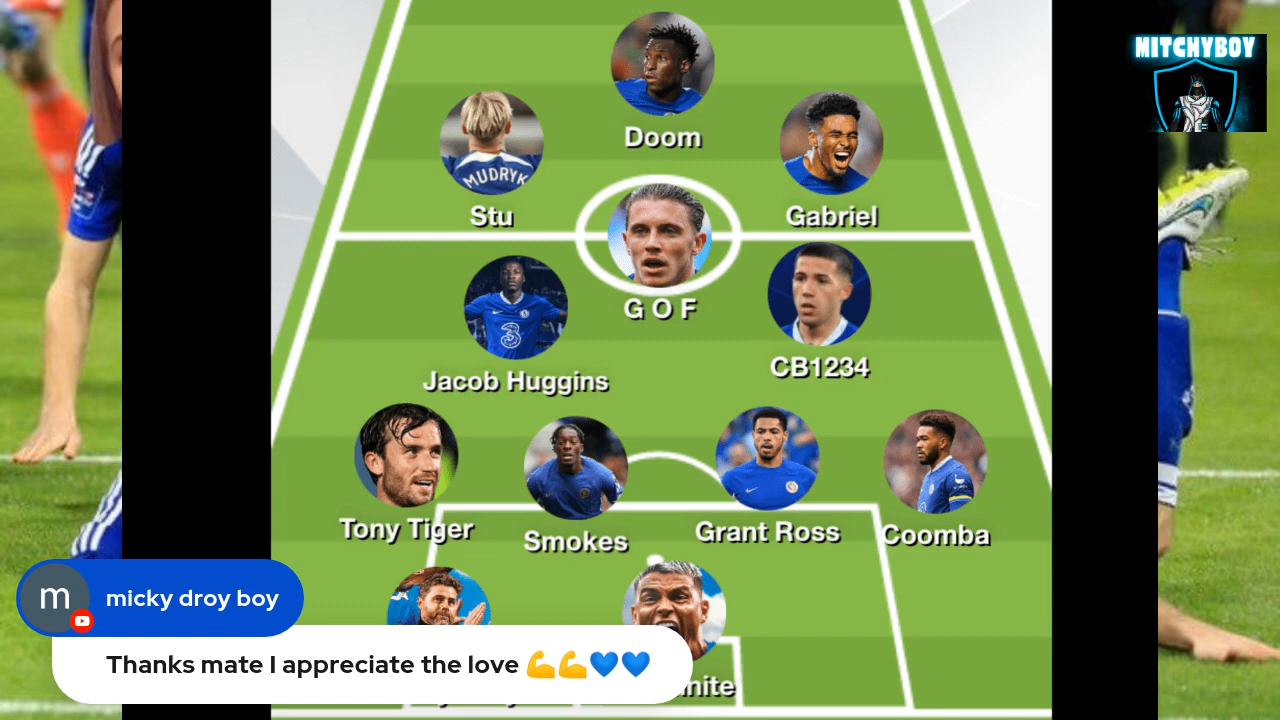 MITCHYBOY
Doom
MUDRYK
Stu
Gabriel
G O F
3
Jacob Huggins
CB1234
Tony Tiger
Smokes
Grant Ross
Coomba
m
micky droy boy
Thanks mate I appreciate the love 💪💪💙💙